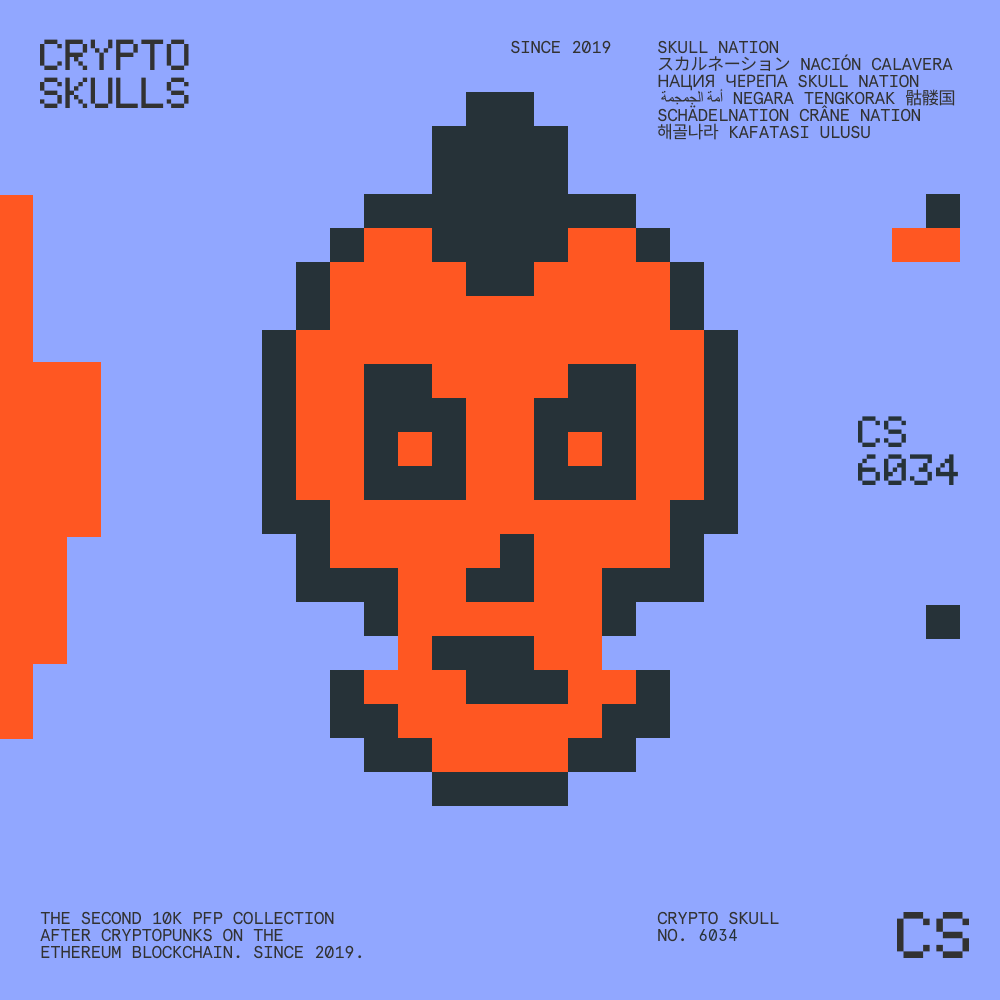 CRYPTO
SKULLS
SINCE 2019
SKULL NATION
スカルネーション NACIÓN CALAVERA
НАЦИЯ ЧЕРЕПА SKULL NATION
أمة الجمجمة NEGARA TENGKORAK 骷髅国
SCHÄDELNATION CRÂNE NATION
해골나라 KAFATASI ULUSU
CS
6034
THE SECOND 10K PFP COLLECTION
AFTER CRYPTOPUNKS ON THE
ETHEREUM BLOCKCHAIN. SINCE 2019.
CRYPTO SKULL
NO. 6034
CS